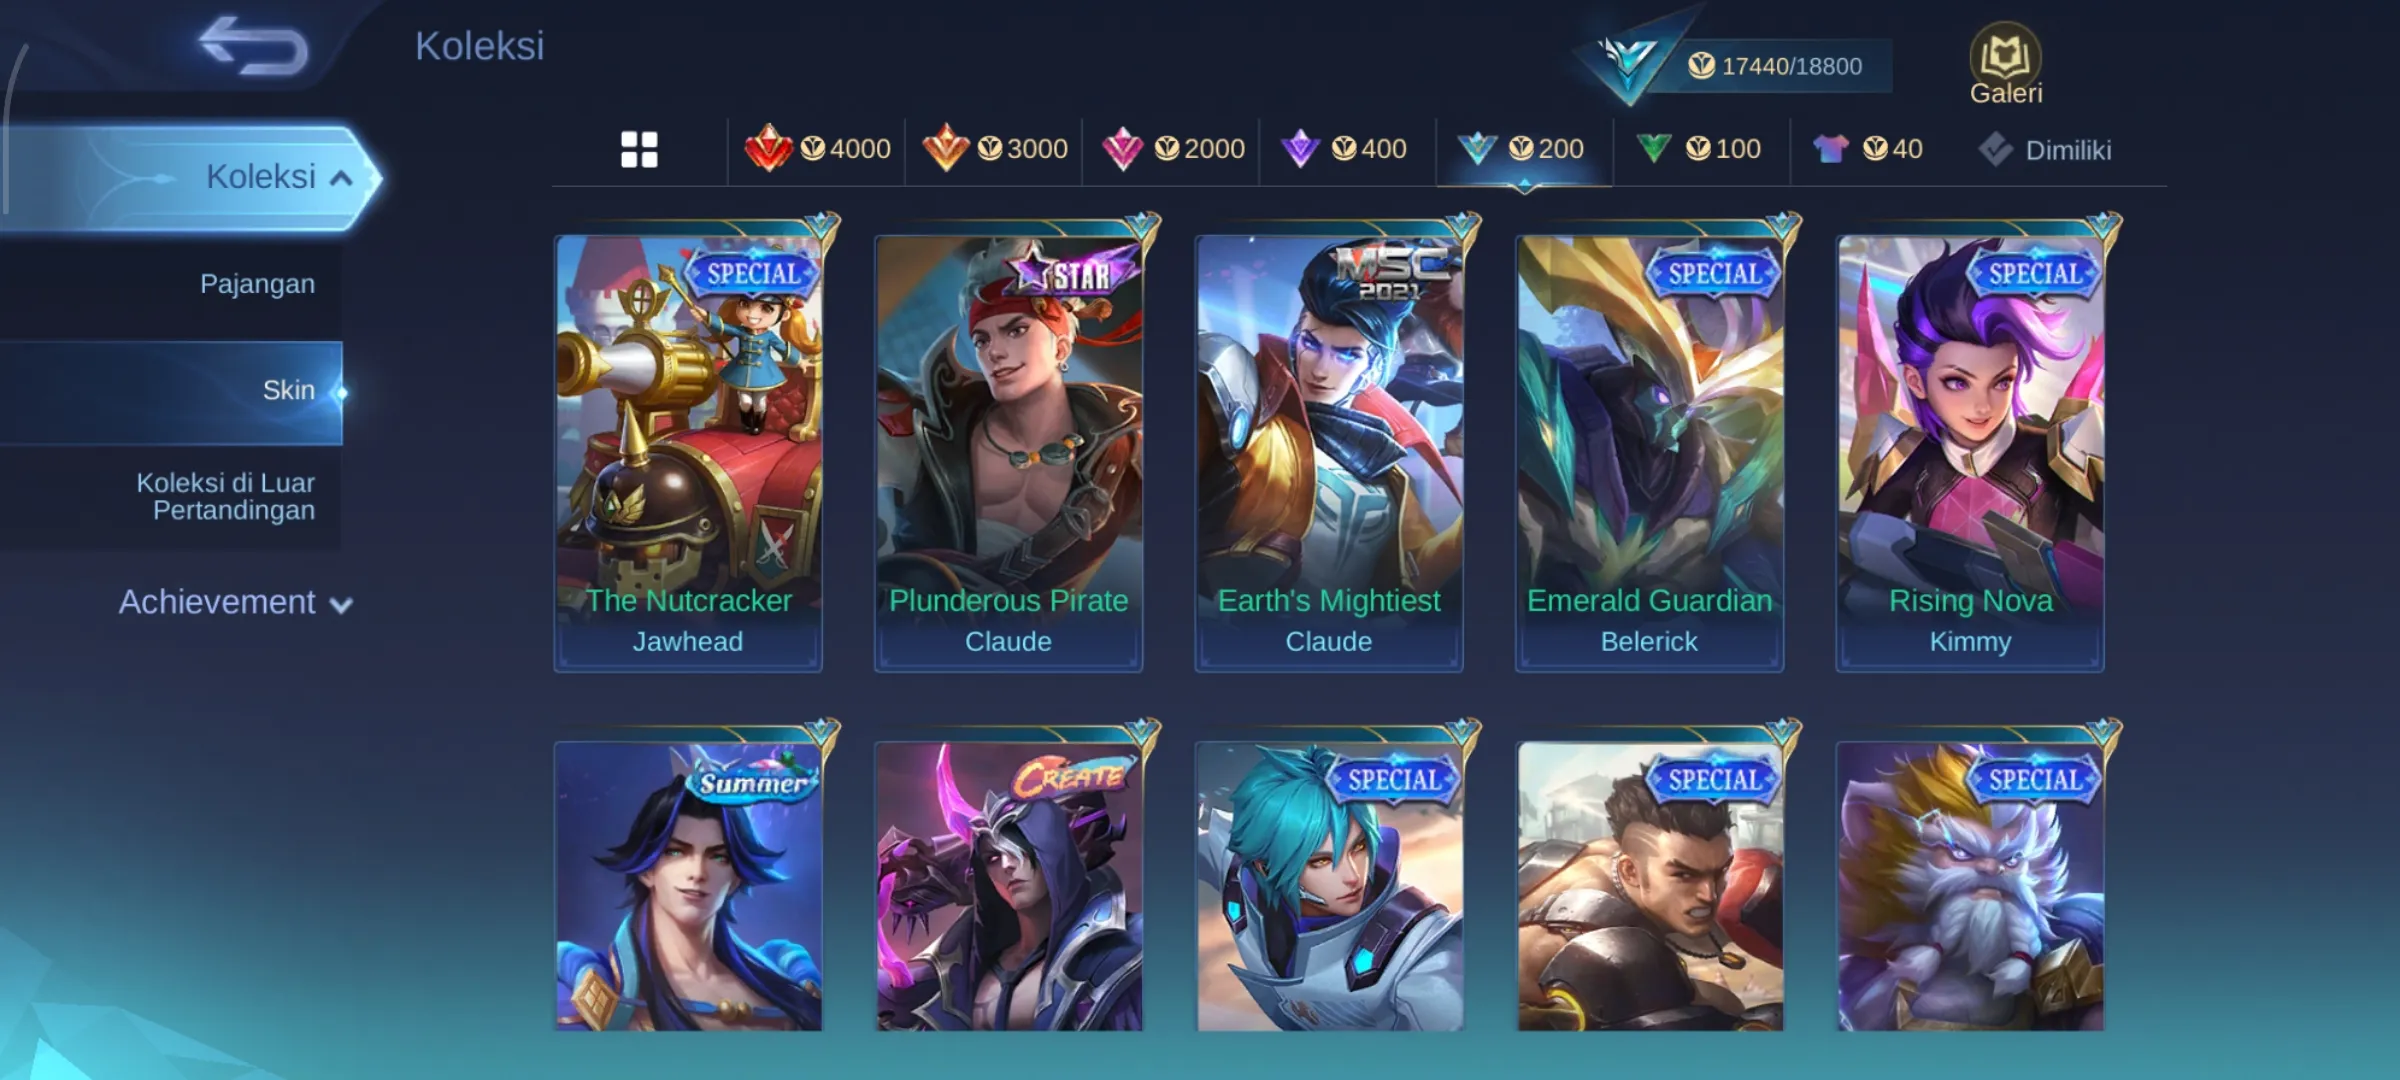 Koleksi
17440/18800
Galeri
Koleksi
4000
3000
2000
400
200
100
40
Dimiliki
Pajangan
Skin
Koleksi di Luar
Pertandingan
Achievement
SPECIAL
The Nutcracker
Jawhead
STAR
Plunderous Pirate
Claude
MSC
2021
Earth's Mightiest
Claude
SPECIAL
Emerald Guardian
Belerick
SPECIAL
Rising Nova
Kimmy
Summer
CREATE
SPECIAL
SPECIAL
SPECIAL